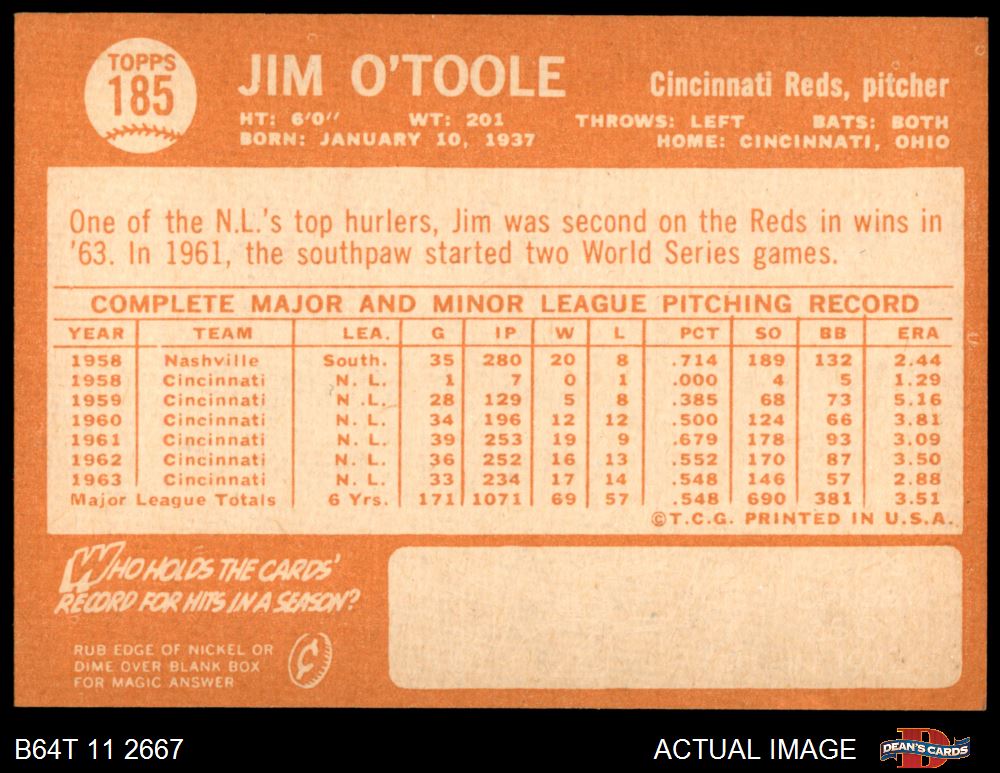 TOPPS
185
JIM O'TOOLE
Cincinnati Reds, pitcher
HT: 6'0" WT: 201 THROWS: LEFT BATS: BOTH
BORN: JANUARY 10, 1937 HOME: CINCINNATI, OHIO
One of the N.L.'s top hurlers, Jim was second on the Reds in wins in
'63. In 1961, the southpaw started two World Series games.
COMPLETE MAJOR AND MINOR LEAGUE PITCHING RECORD
YEAR TEAM LEA. G IP W L PCT SO BB ERA
1958 Nashville South. 35 280 20 8 .714 189 132 2.44
1958 Cincinnati N. L. 1 7 0 1 .000 4 5 1.29
1959 Cincinnati N .L. 28 129 5 8 .385 68 73 5.16
1960 Cincinnati N. L. 34 196 12 12 .500 124 66 3.81
1961 Cincinnati N. L. 39 253 19 9 .679 178 93 3.09
1962 Cincinnati N. L. 36 252 16 13 .552 170 87 3.50
1963 Cincinnati N. L. 33 234 17 14 .548 146 57 2.88
Major League Totals 6 Yrs. 171 1071 69 57 .548 690 381 3.51
©T.C.G. PRINTED IN U.S.A.
WHO HOLDS THE CARDS'
RECORD FOR HITS IN A SEASON?
RUB EDGE OF NICKEL OR
DIME OVER BLANK BOX
FOR MAGIC ANSWER
¢
B64T 11 2667
ACTUAL IMAGE
DEAN'S CARDS